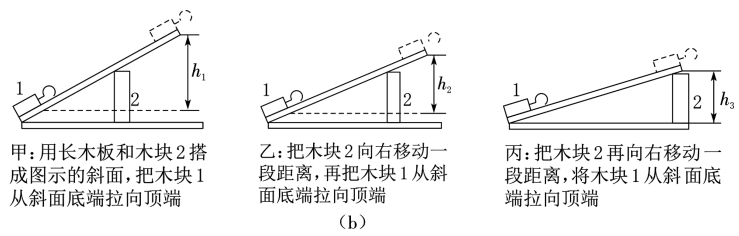 1
2
h₁
1
2
h₂
1
2
h₃
甲:用长木板和木块2搭
成图示的斜面,把木块1
从斜面底端拉向顶端
乙:把木块2向右移动一
段距离,再把木块1从斜
面底端拉向顶端
丙:把木块2再向右移动一
段距离,将木块1从斜面底
端拉向顶端
(b)